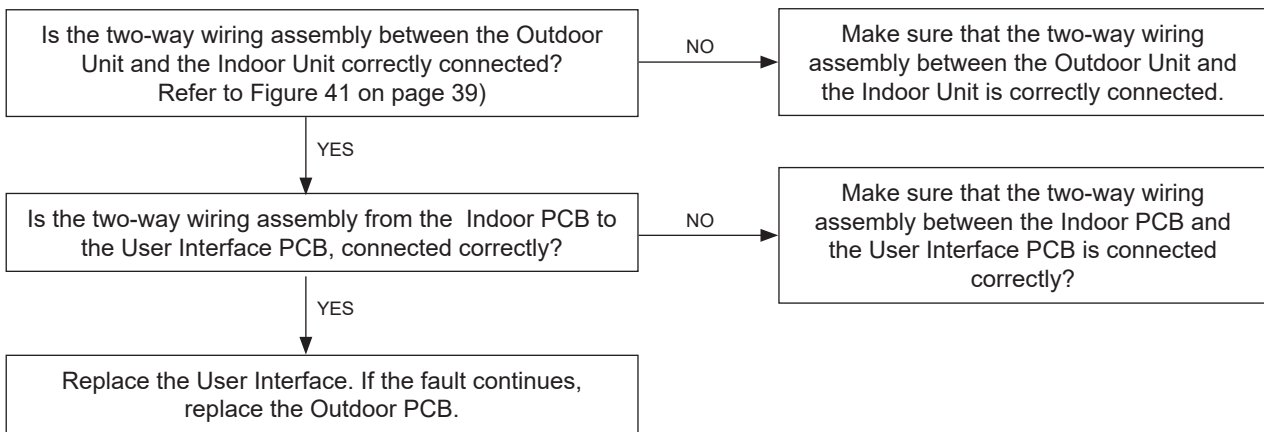 Is the two-way wiring assembly between the Outdoor
Unit and the Indoor Unit correctly connected?
Refer to Figure 41 on page 39)
NO
Make sure that the two-way wiring
assembly between the Outdoor Unit and
the Indoor Unit is correctly connected.
YES
Is the two-way wiring assembly from the  Indoor PCB to
the User Interface PCB, connected correctly?
NO
Make sure that the two-way wiring
assembly between the Indoor PCB and
the User Interface PCB is connected
correctly?
YES
Replace the User Interface. If the fault continues,
replace the Outdoor PCB.